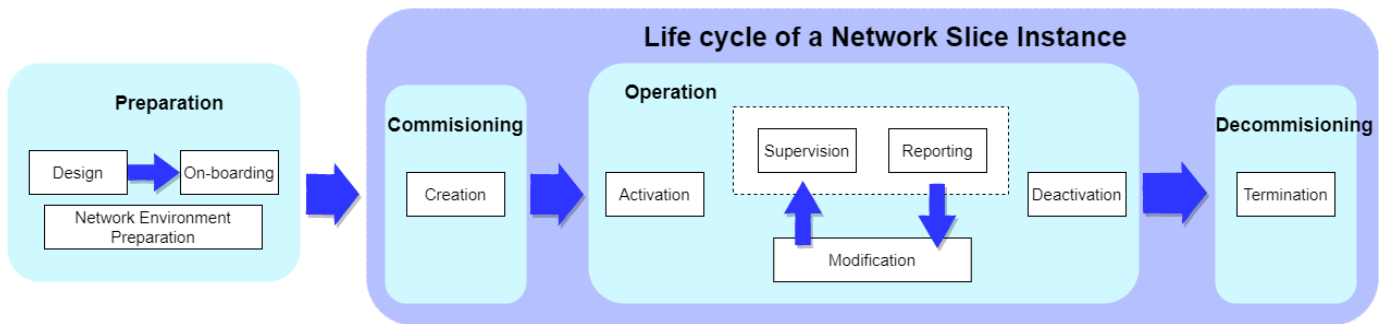 Life cycle of a Network Slice Instance
Preparation
Design
On-boarding
Network Environment
Preparation
Commisioning
Creation
Operation
Activation
Supervision
Reporting
Modification
Deactivation
Decommisioning
Termination